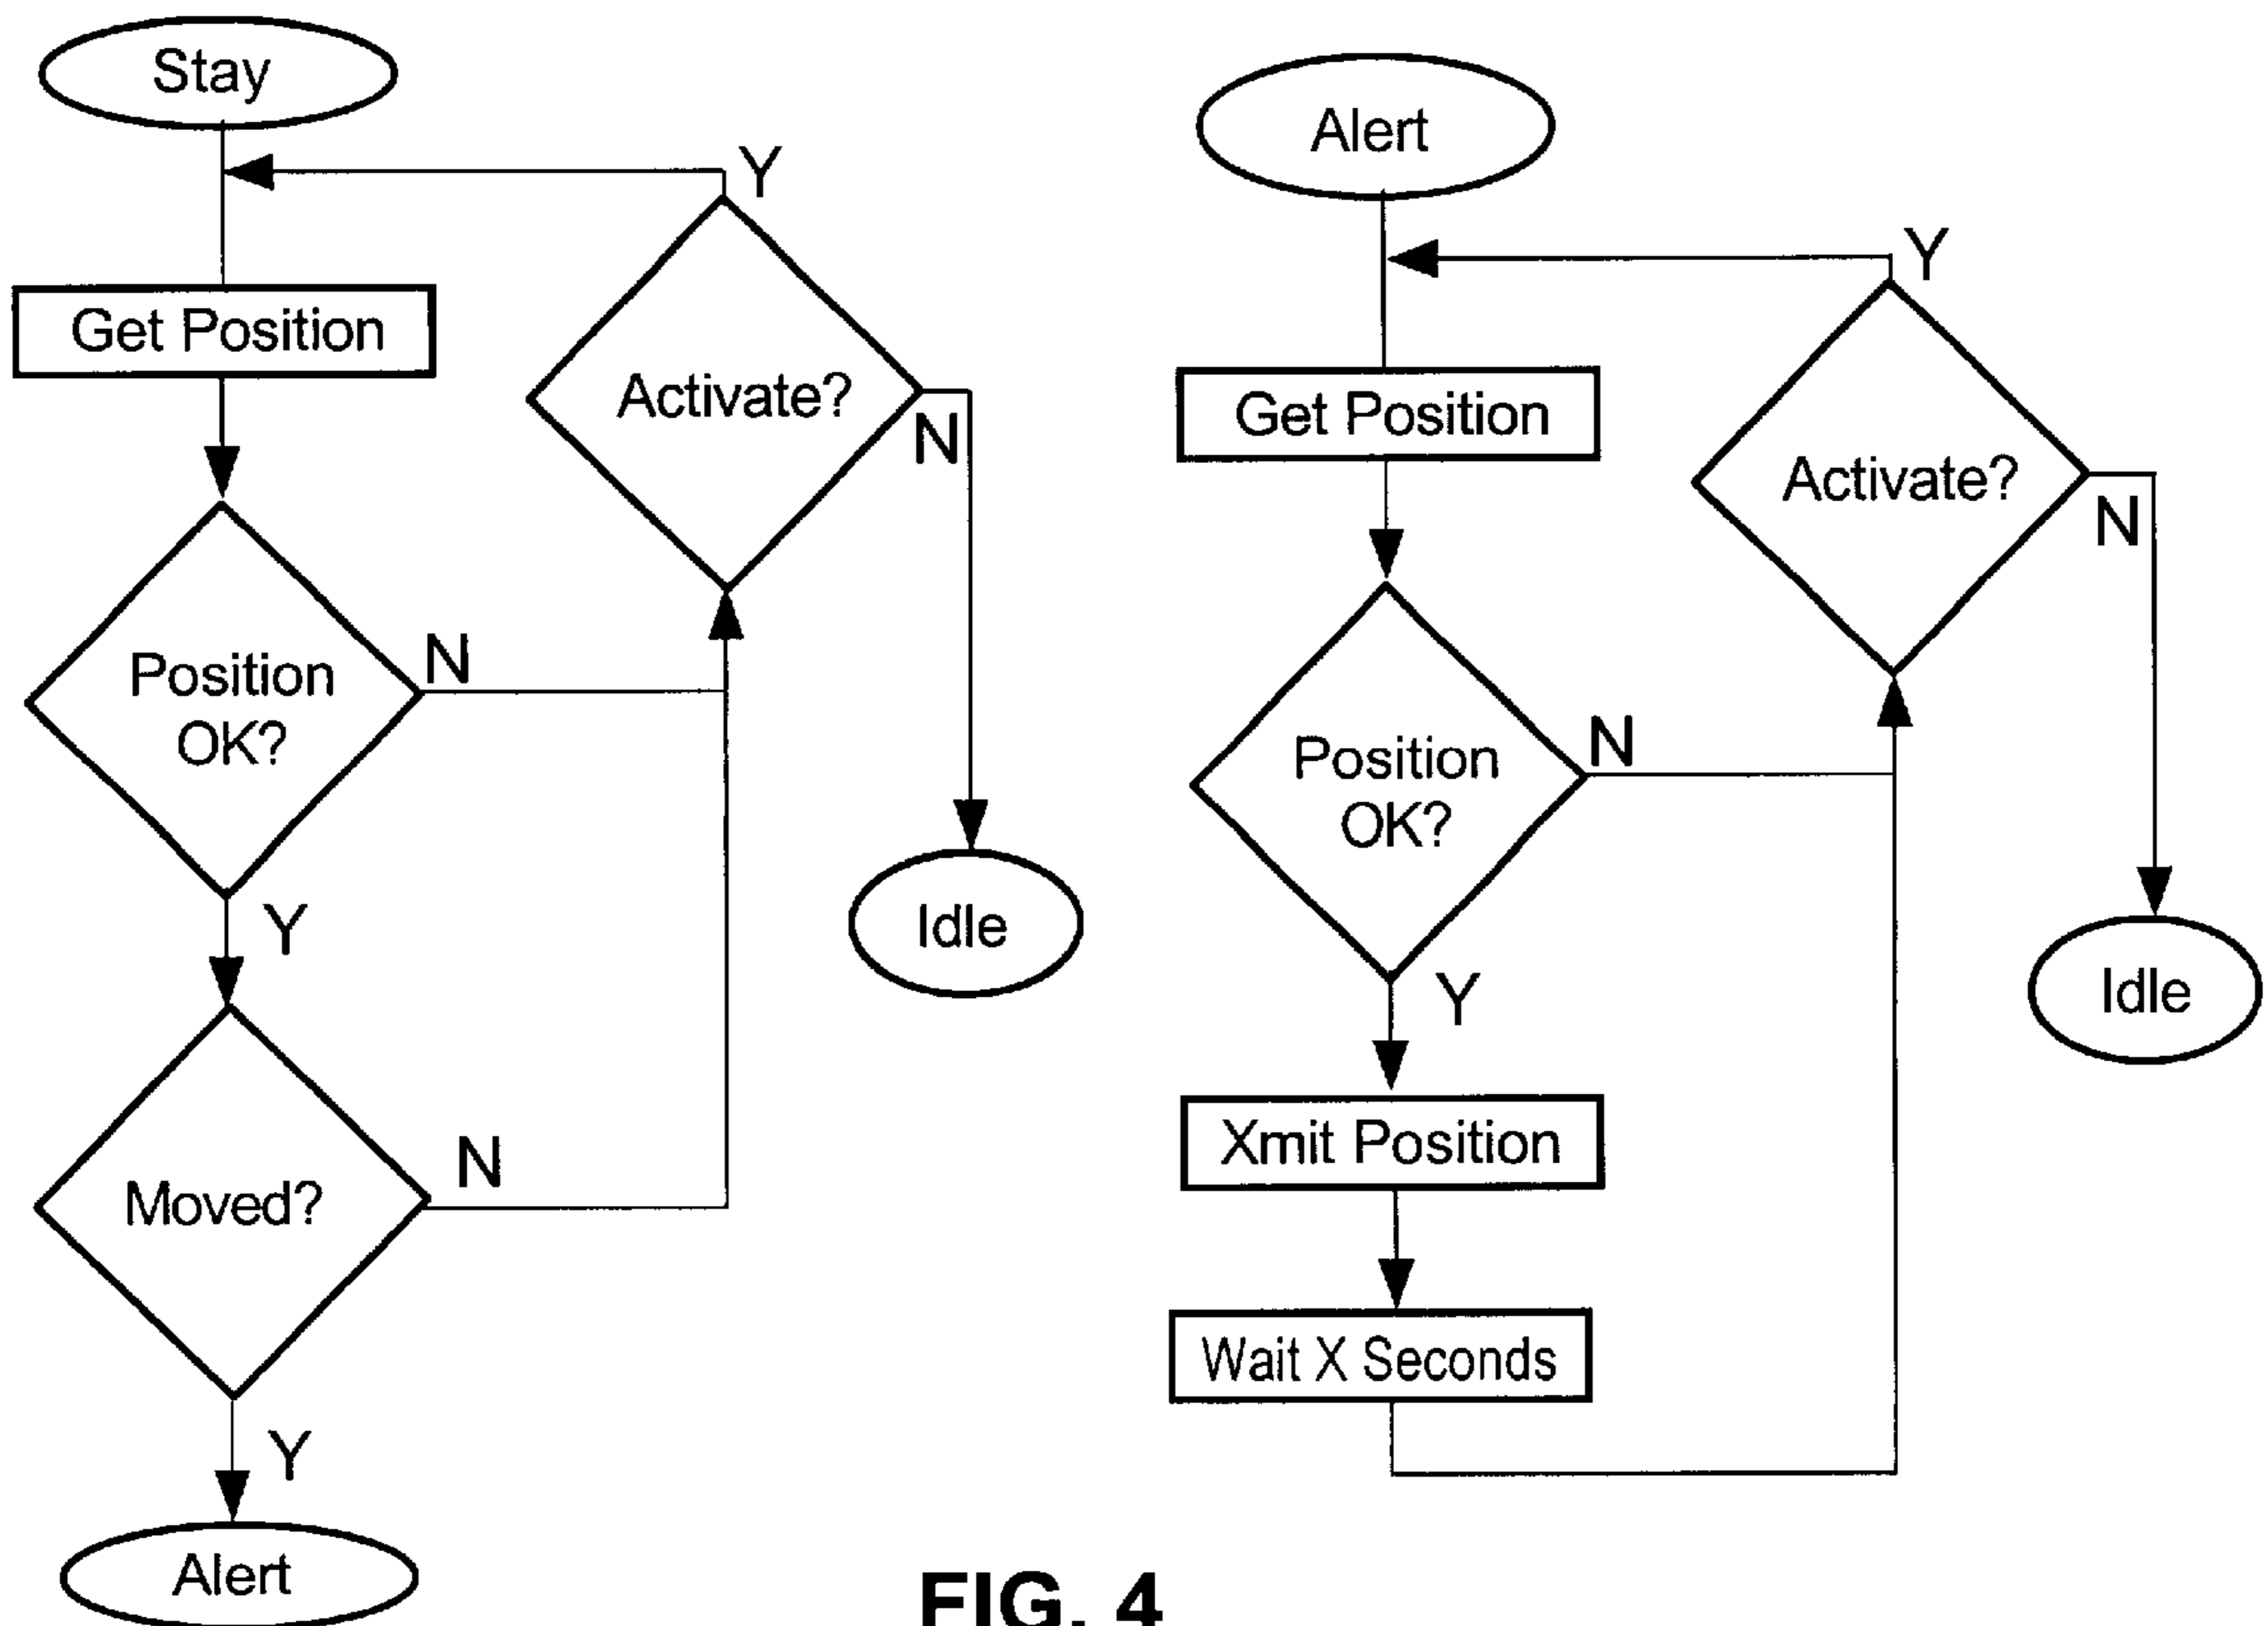 Stay
Y
Get Position
Activate?
N
Position
OK?
N
Y
Idle
Moved?
N
Y
Alert
Alert
Y
Get Position
Activate?
N
Position
OK?
N
Y
Idle
Xmit Position
Wait X Seconds
FIG. 4